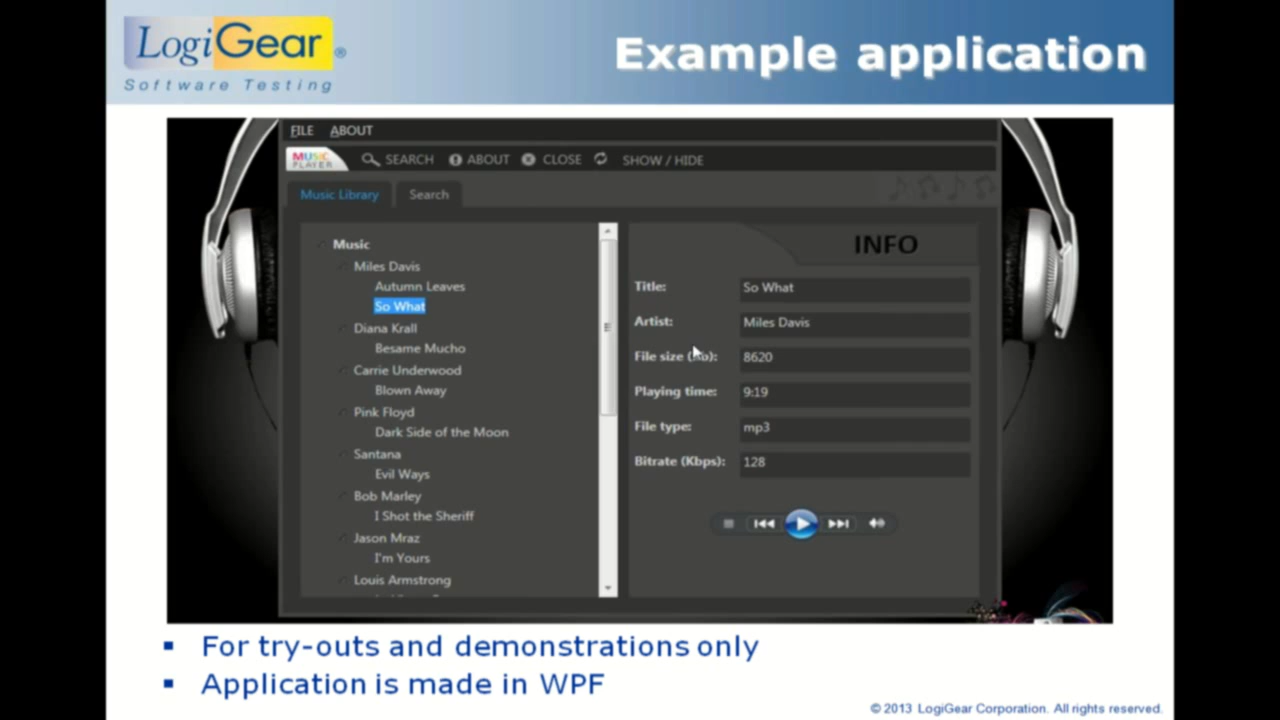 LogiGear®
Software Testing
Example application
FILE ABOUT
MUSIC PLAYER SEARCH ABOUT CLOSE SHOW / HIDE
Music Library Search
Music
Miles Davis
Autumn Leaves
So What
Diana Krall
Besame Mucho
Carrie Underwood
Blown Away
Pink Floyd
Dark Side of the Moon
Santana
Evil Ways
Bob Marley
I Shot the Sheriff
Jason Mraz
I'm Yours
Louis Armstrong
INFO
Title: So What
Artist: Miles Davis
File size 8620
Playing time: 9:19
File type: mp3
Bitrate (Kbps): 128
▪ For try-outs and demonstrations only
▪ Application is made in WPF
© 2013 LogiGear Corporation. All rights reserved.